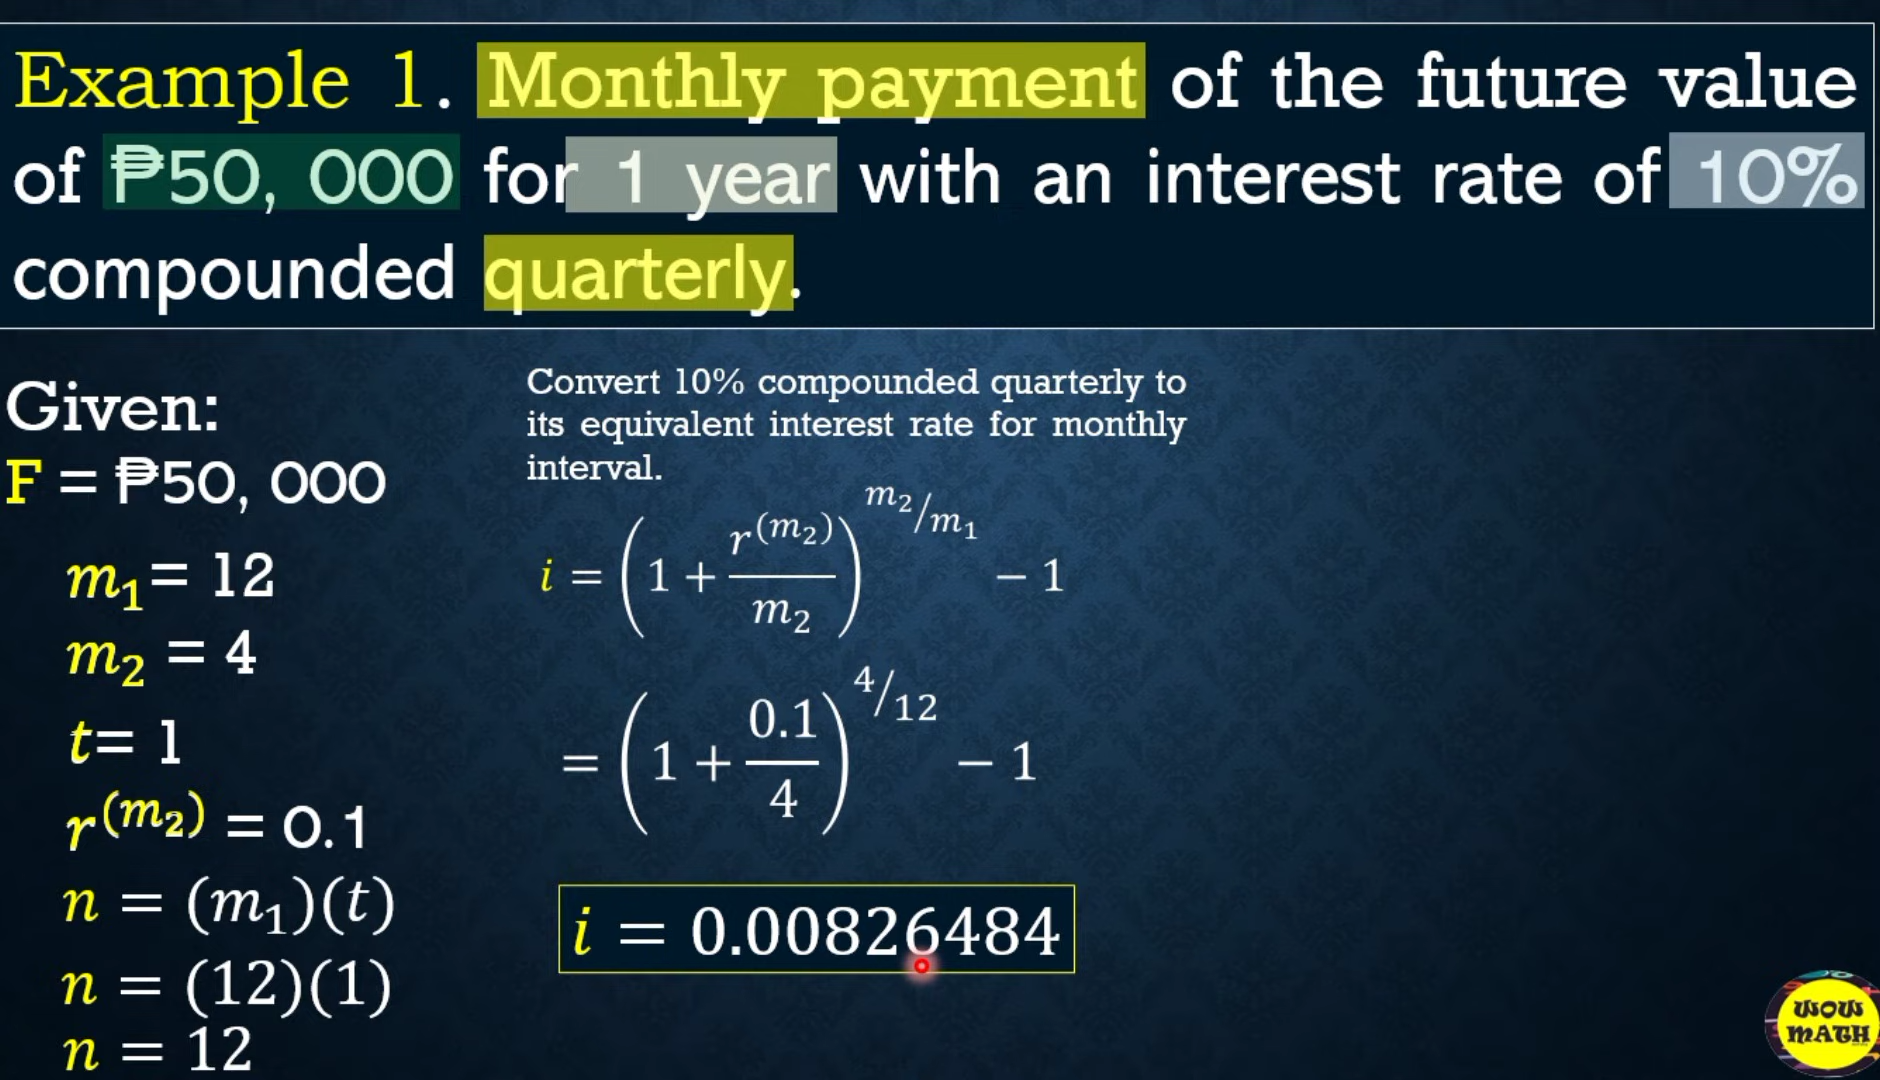 Example 1. Monthly payment of the future value
of ₱50, 000 for 1 year with an interest rate of 10%
compounded quarterly.
Given:
F = ₱50, 000
m₁= 12
m₂ = 4
t= 1
r^(m₂) = 0.1
n = (m₁)(t)
n = (12)(1)
n = 12
Convert 10% compounded quarterly to
its equivalent interest rate for monthly
interval.
i = (1 + r^(m₂)/m₂)^(m₂/m₁) − 1
= (1 + 0.1/4)^(4/12) − 1
i = 0.00826484
WOW
MATH